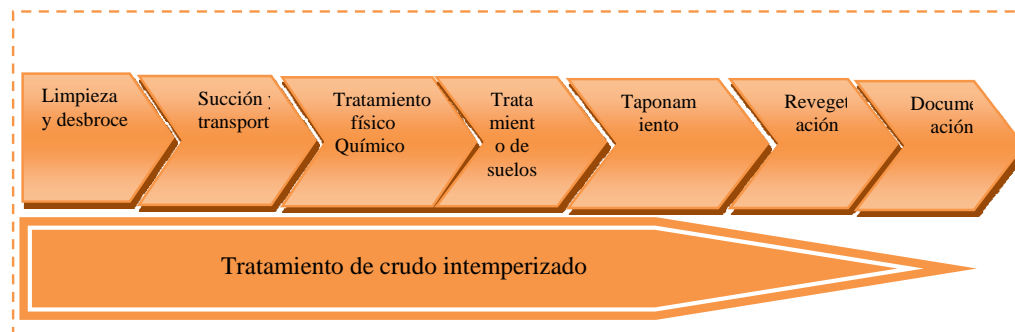 Limpieza
y desbroce
Succión y
transport
Tratamiento
físico
Químico
Trata
mient
o de
suelos
Taponam
iento
Reveget
ación
Docume
ación
Tratamiento de crudo intemperizado